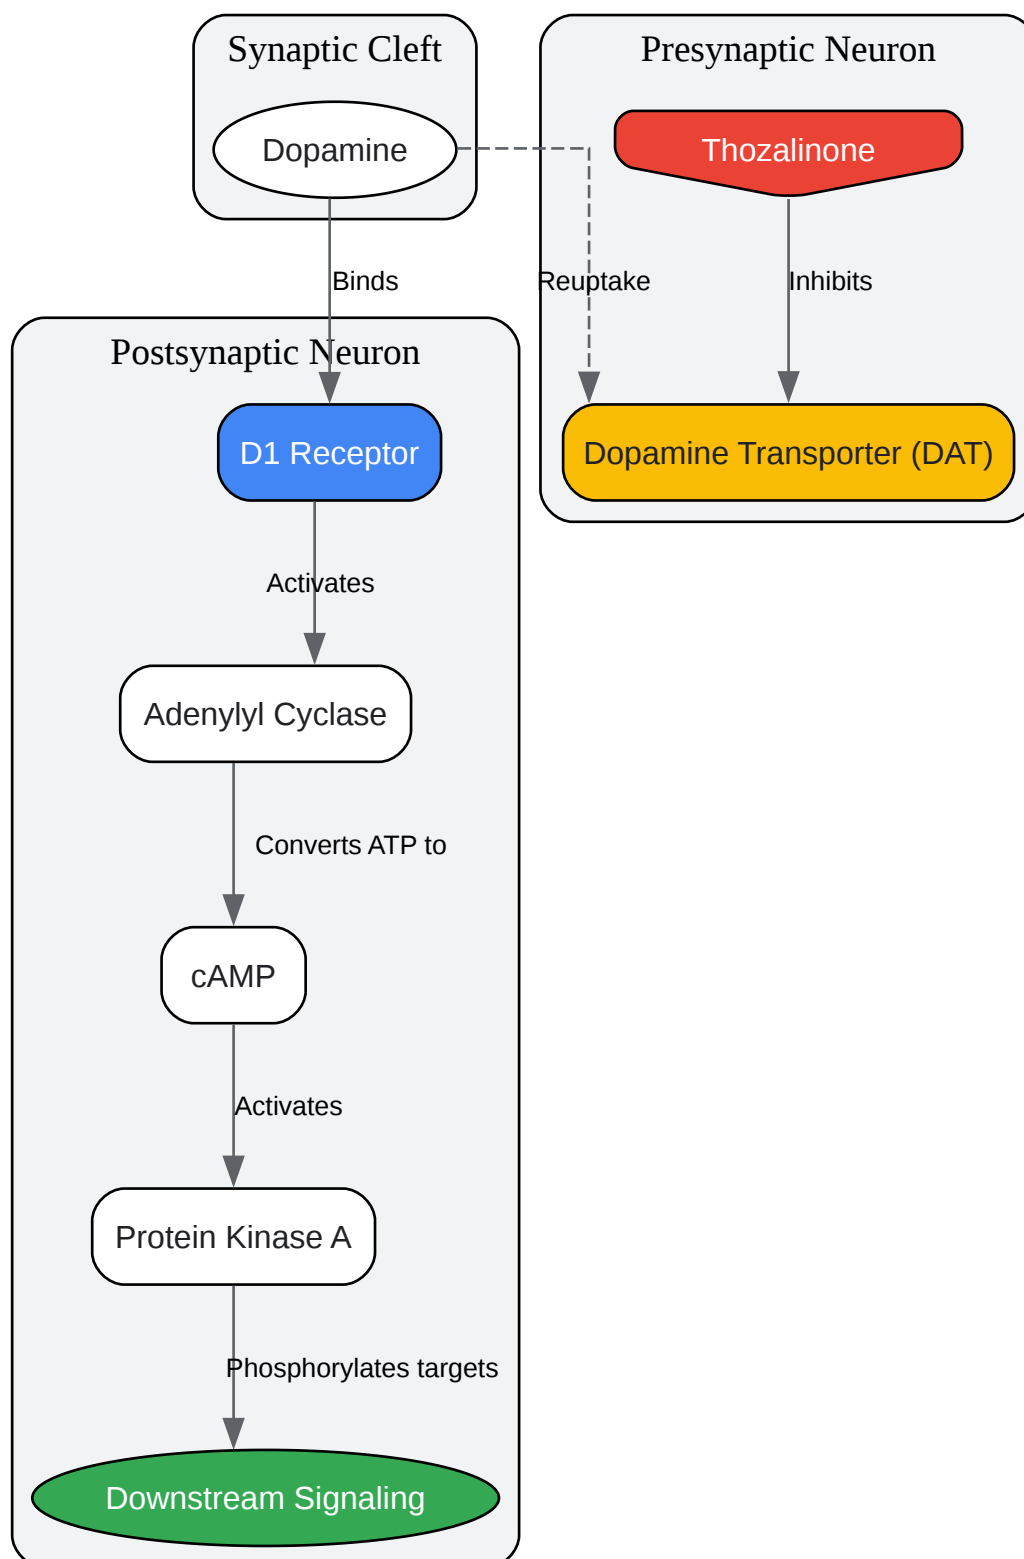 Synaptic Cleft
Presynaptic Neuron
Dopamine
Thozalinone
Binds
Reuptake
Inhibits
Postsynaptic Neuron
D1 Receptor
Dopamine Transporter (DAT)
Activates
Adenylyl Cyclase
Converts ATP to
cAMP
Activates
Protein Kinase A
Phosphorylates targets
Downstream Signaling